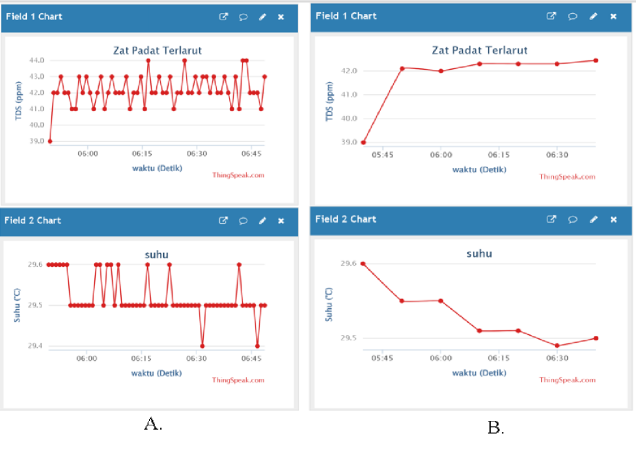 Field 1 Chart
Zat Padat Terlarut
TDS (ppm)
44.0
43.0
42.0
41.0
40.0
39.0
06:00 06:15 06:30 06:45
waktu (Detik)
ThingSpeak.com
Field 2 Chart
suhu
Suhu (°C)
29.6
29.5
29.4
06:00 06:15 06:30 06:45
waktu (Detik)
ThingSpeak.com
A.
Field 1 Chart
Zat Padat Terlarut
TDS (ppm)
42.0
41.0
40.0
39.0
05:45 06:00 06:15 06:30
waktu (Detik)
ThingSpeak.com
Field 2 Chart
suhu
Suhu (°C)
29.6
29.5
05:45 06:00 06:15 06:30
waktu (Detik)
ThingSpeak.com
B.